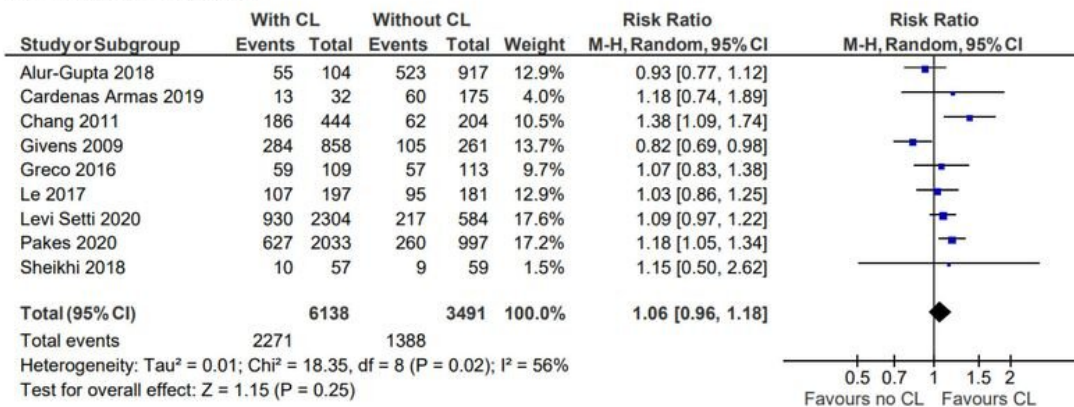 With CL Without CL Risk Ratio Risk Ratio
Study or Subgroup Events Total Events Total Weight M-H, Random, 95% CI M-H, Random, 95% CI
Alur-Gupta 2018 55 104 523 917 12.9% 0.93 [0.77, 1.12]
Cardenas Armas 2019 13 32 60 175 4.0% 1.18 [0.74, 1.89]
Chang 2011 186 444 62 204 10.5% 1.38 [1.09, 1.74]
Givens 2009 284 858 105 261 13.7% 0.82 [0.69, 0.98]
Greco 2016 59 109 57 113 9.7% 1.07 [0.83, 1.38]
Le 2017 107 197 95 181 12.9% 1.03 [0.86, 1.25]
Levi Setti 2020 930 2304 217 584 17.6% 1.09 [0.97, 1.22]
Pakes 2020 627 2033 260 997 17.2% 1.18 [1.05, 1.34]
Sheikhi 2018 10 57 9 59 1.5% 1.15 [0.50, 2.62]
Total (95% CI) 6138 3491 100.0% 1.06 [0.96, 1.18]
Total events 2271 1388
Heterogeneity: Tau² = 0.01; Chi² = 18.35, df = 8 (P = 0.02); I² = 56%
Test for overall effect: Z = 1.15 (P = 0.25)
0.5 0.7 1 1.5 2
Favours no CL Favours CL